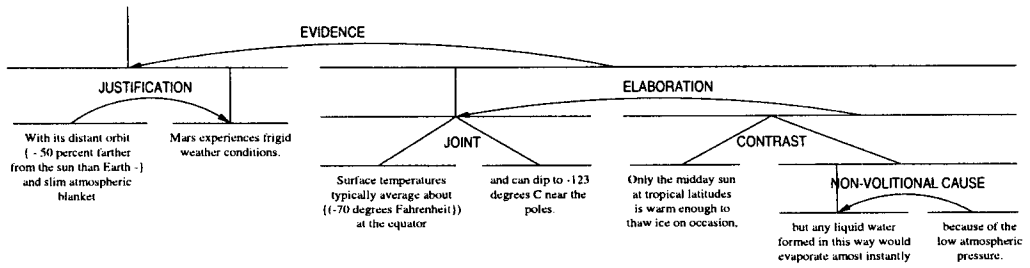 EVIDENCE
JUSTIFICATION
ELABORATION
With its distant orbit
{ - 50 percent farther
from the sun than Earth -}
and slim atmospheric
blanket
Mars experiences frigid
weather conditions.
JOINT
CONTRAST
Surface temperatures
typically average about
{(-70 degrees Fahrenheit})
at the equator
and can dip to -123
degrees C near the
poles.
Only the midday sun
at tropical latitudes
is warm enough to
thaw ice on occasion,
NON-VOLITIONAL CAUSE
but any liquid water
formed in this way would
evaporate amost instantly
because of the
low atmospheric
pressure.